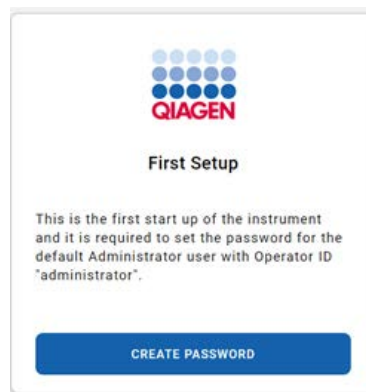 QIAGEN
First Setup
This is the first start up of the instrument
and it is required to set the password for the
default Administrator user with Operator ID
"administrator".
CREATE PASSWORD